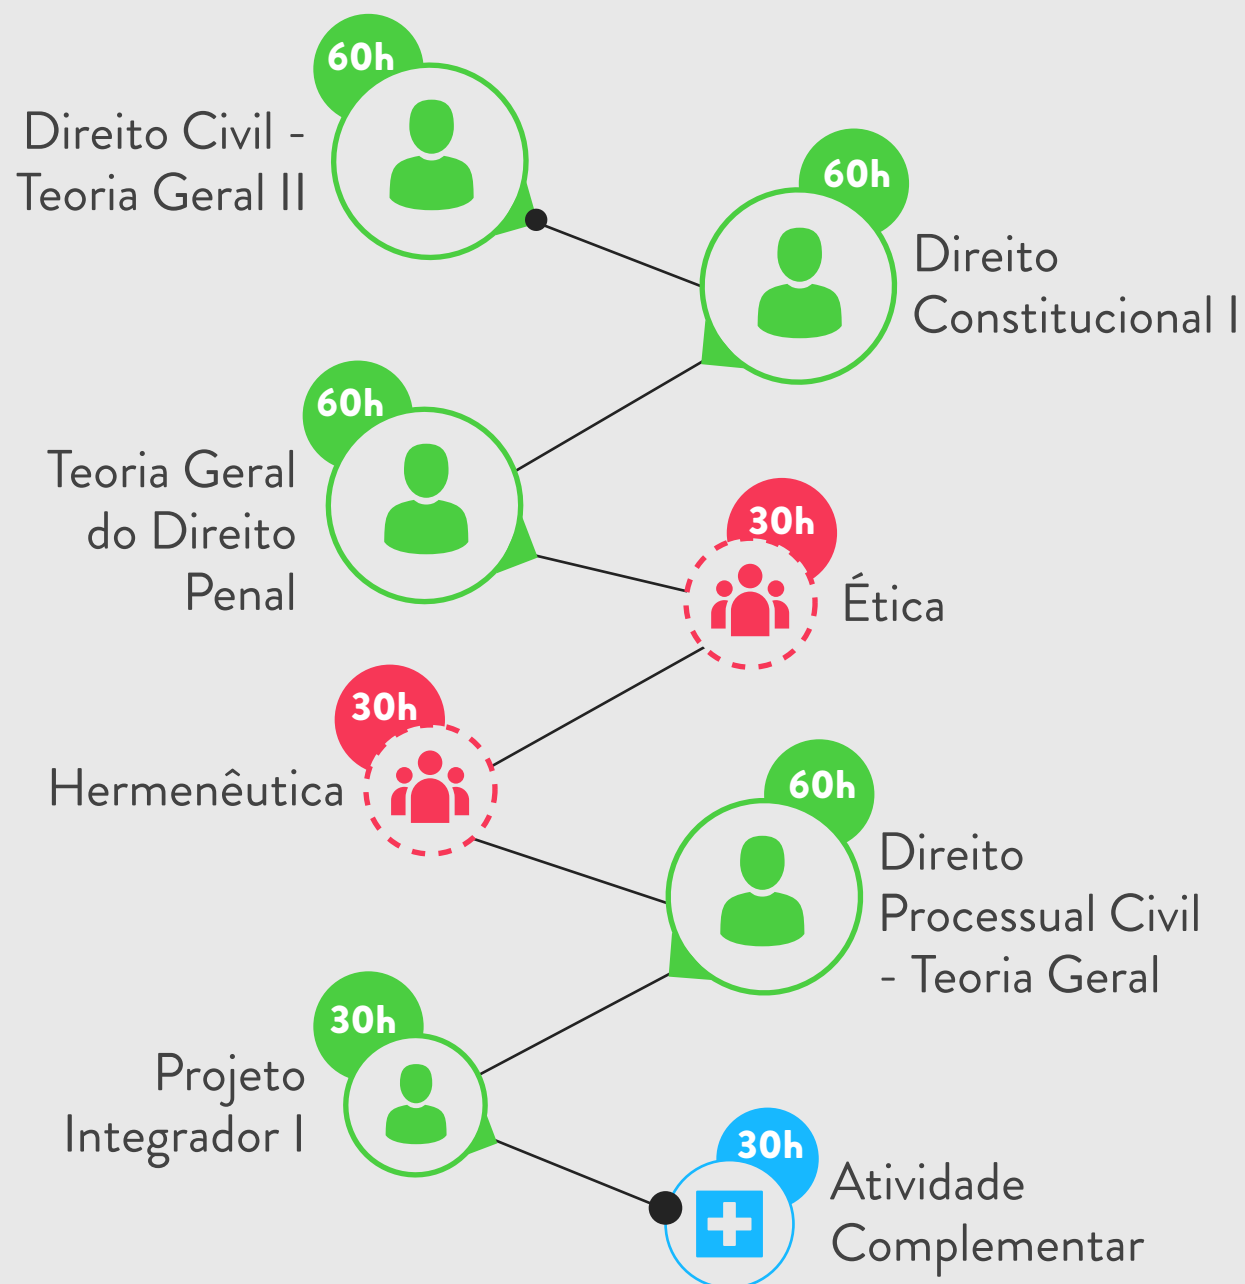 60h
Direito Civil -
Teoria Geral II
60h
Direito
Constitucional I
60h
Teoria Geral
do Direito
Penal
30h
Ética
30h
Hermenêutica
60h
Direito
Processual Civil
- Teoria Geral
30h
Projeto
Integrador I
30h
Atividade
Complementar